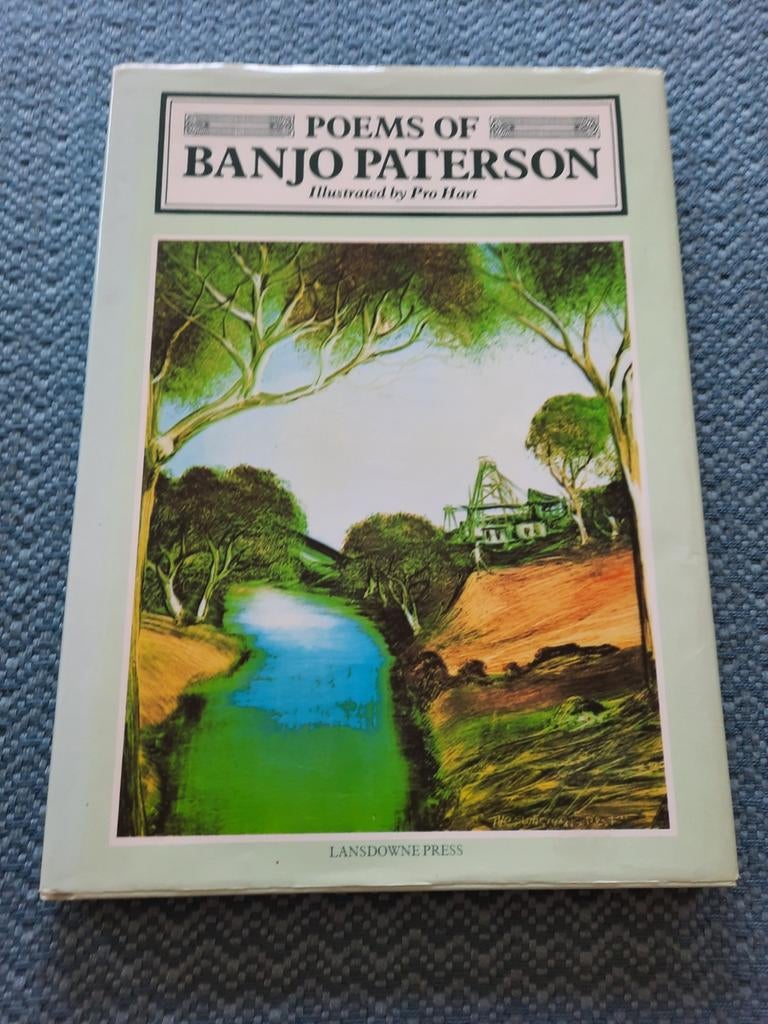 POEMS OF
BANJO PATERSON
Illustrated by Pro Hart
LANSDOWNE PRESS